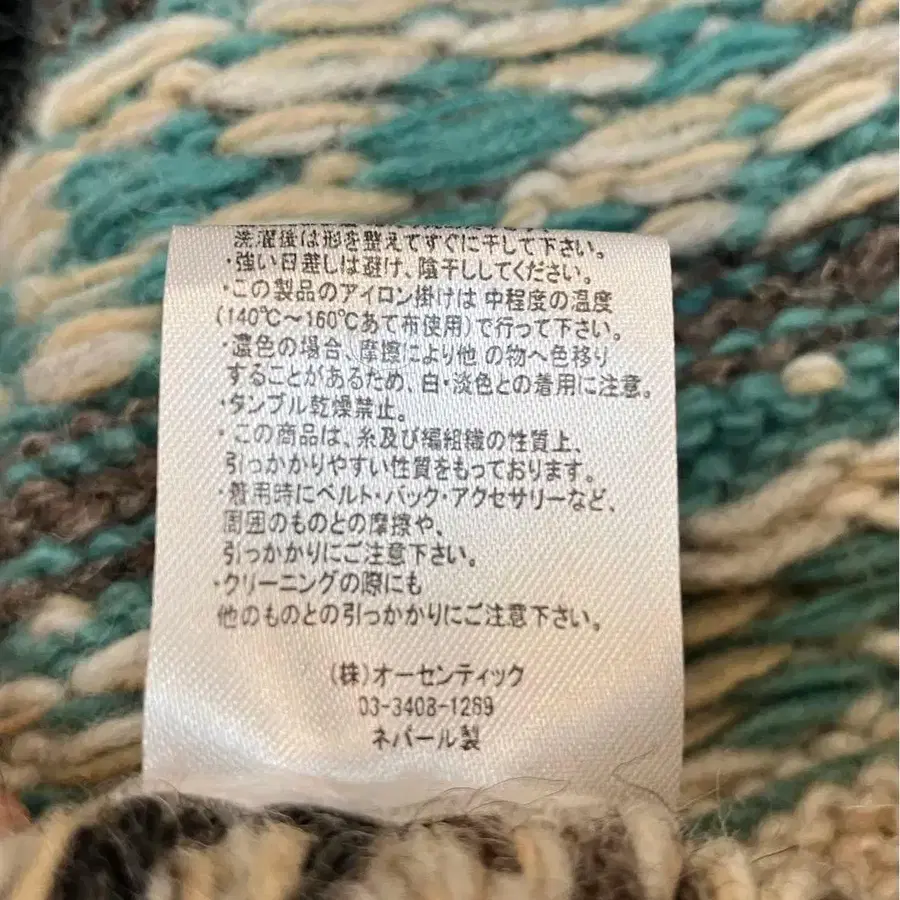 洗濯後は形を整えてすぐに干して下さい。
・強い日差しは避け、陰干ししてください。
・この製品のアイロン掛けは中程度の温度
(140℃～160℃あて布使用)で行って下さい。
・濃色の場合、摩擦により他の物へ色移り
することがあるため、白・淡色との着用に注意。
・タンブル乾燥禁止。
・この商品は、糸及び編組織の性質上、
引っかかりやすい性質をもっております。
・着用時にベルト・バック・アクセサリーなど、
周囲のものとの摩擦や、
引っかかりにご注意下さい。
・クリーニングの際にも
他のものとの引っかかりにご注意下さい。
(株)オーセンティック
03-3408-1269
ネパール製